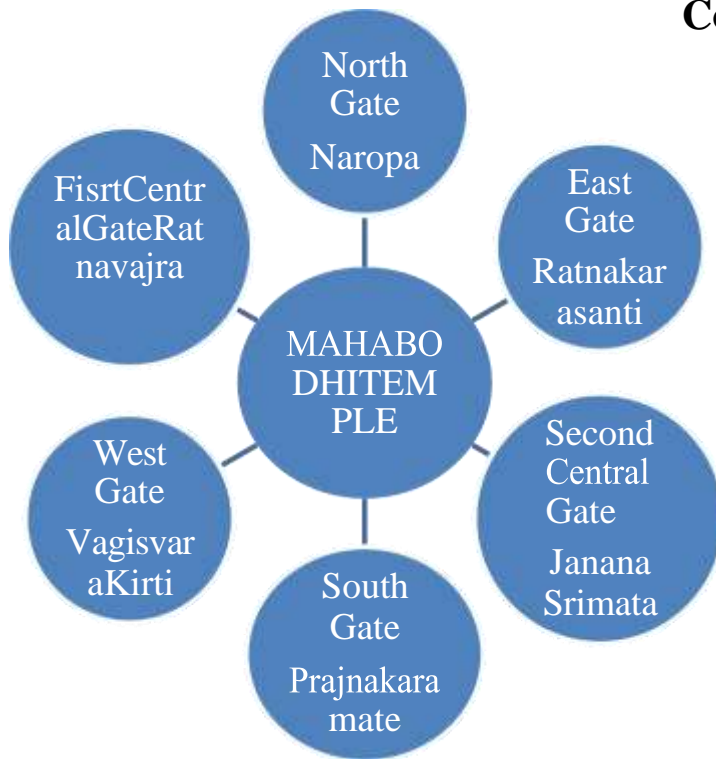 Co
North
Gate
Naropa
East
Gate
Ratnakar
asanti
Second
Central
Gate
Janana
Srimata
South
Gate
Prajnakara
mate
West
Gate
Vagisvar
aKirti
FisrtCentr
alGateRat
navajra
MAHABO
DHITEM
PLE